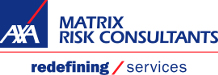 AXA
MATRIX
RISK CONSULTANTS
redefining / services